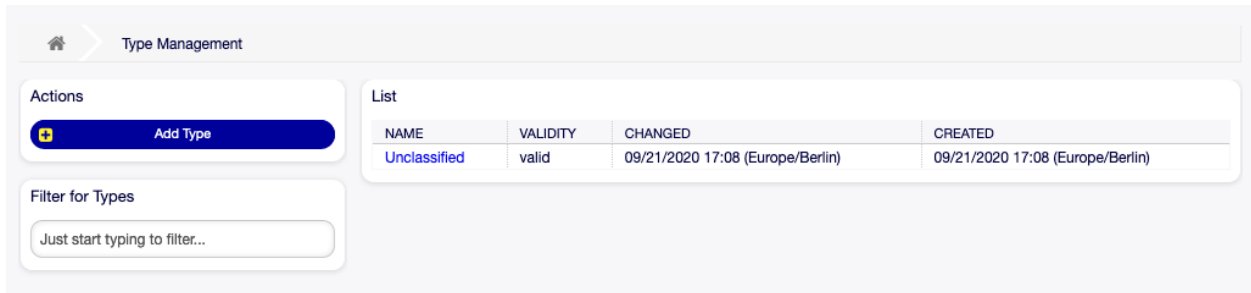 Type Management
Actions
Add Type
Filter for Types
Just start typing to filter...
List
NAME VALIDITY CHANGED CREATED
Unclassified valid 09/21/2020 17:08 (Europe/Berlin) 09/21/2020 17:08 (Europe/Berlin)